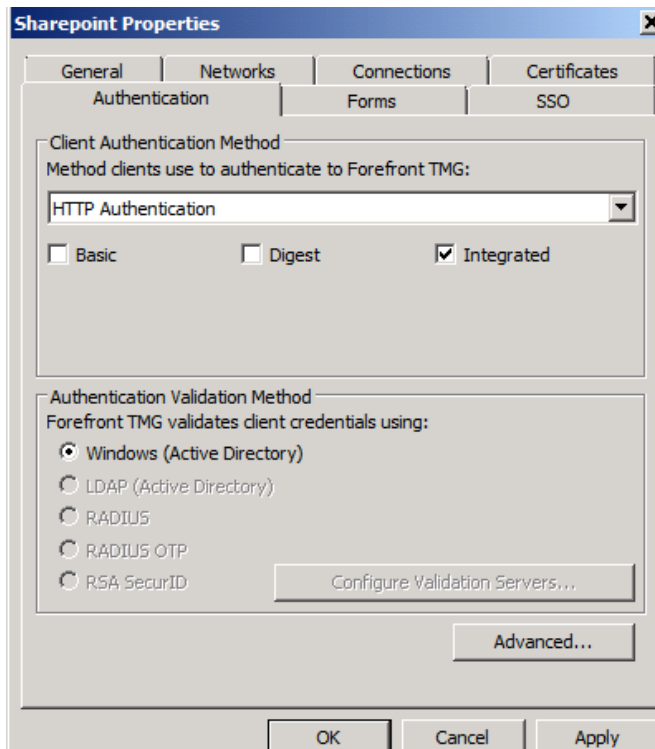 Sharepoint Properties
General Networks Connections Certificates
Authentication Forms SSO
Client Authentication Method
Method clients use to authenticate to Forefront TMG:
HTTP Authentication
Basic Digest Integrated
Authentication Validation Method
Forefront TMG validates client credentials using:
Windows (Active Directory)
LDAP (Active Directory)
RADIUS
RADIUS OTP
RSA SecurID Configure Validation Servers...
Advanced...
OK Cancel Apply